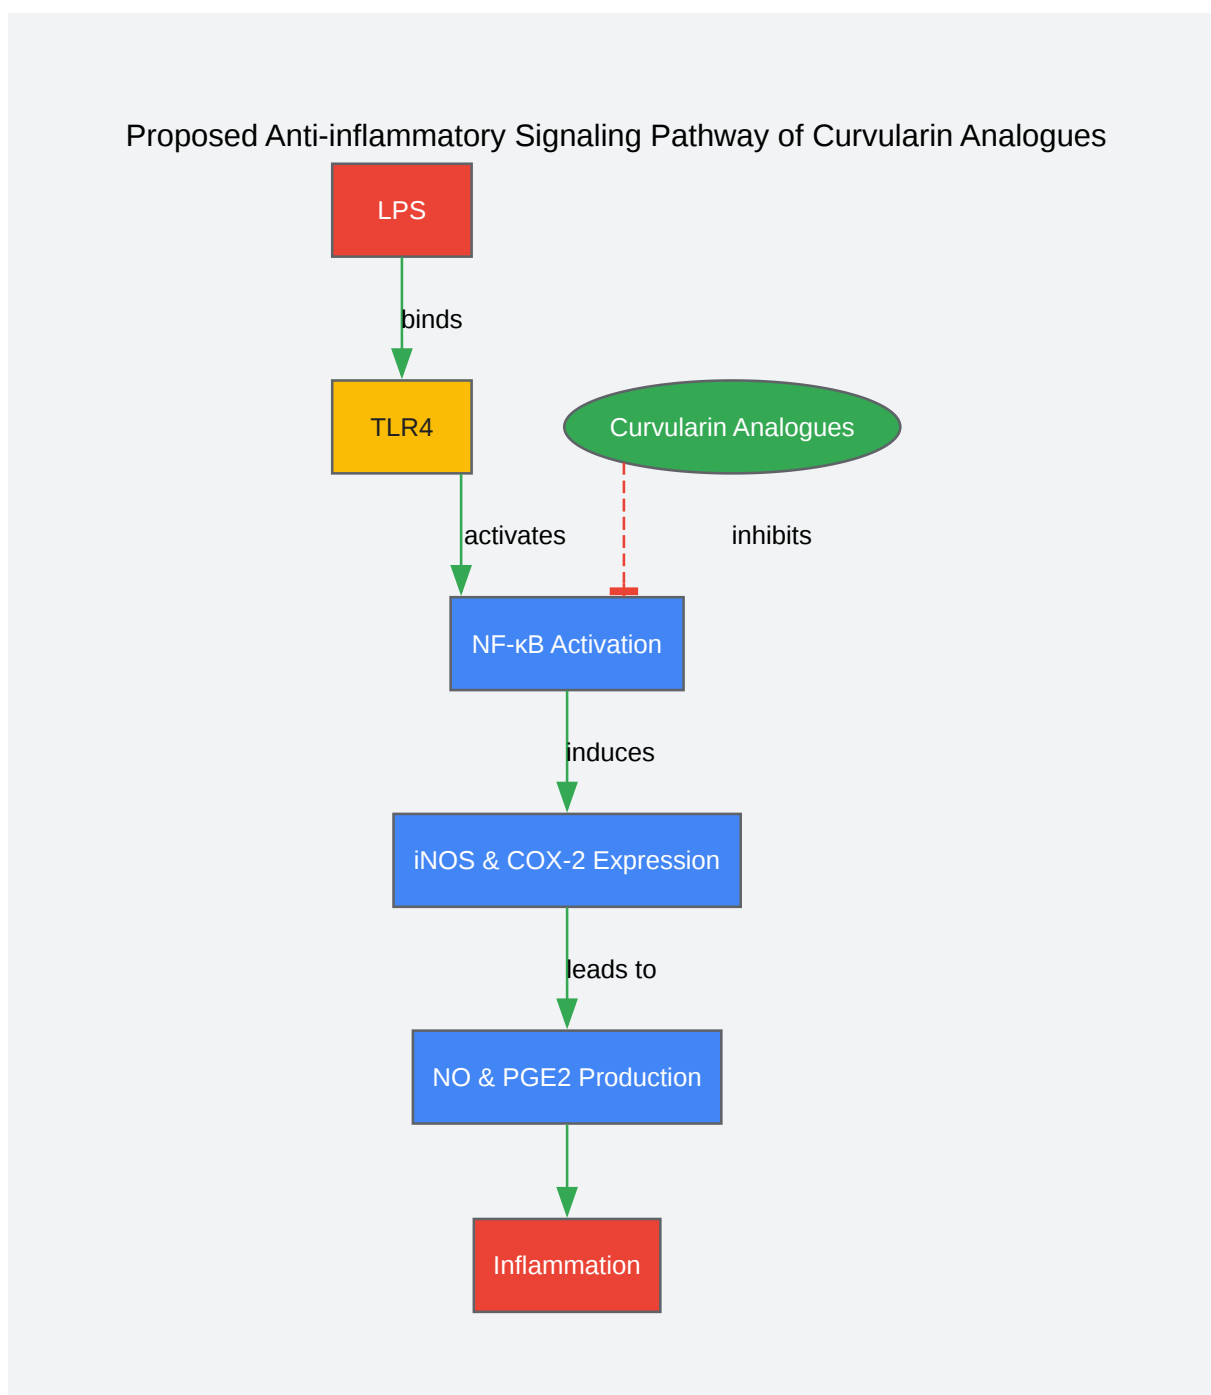 Proposed Anti-inflammatory Signaling Pathway of Curvularin Analogues
LPS
binds
TLR4
Curvularin Analogues
activates
inhibits
NF-κB Activation
induces
iNOS & COX-2 Expression
leads to
NO & PGE2 Production
Inflammation